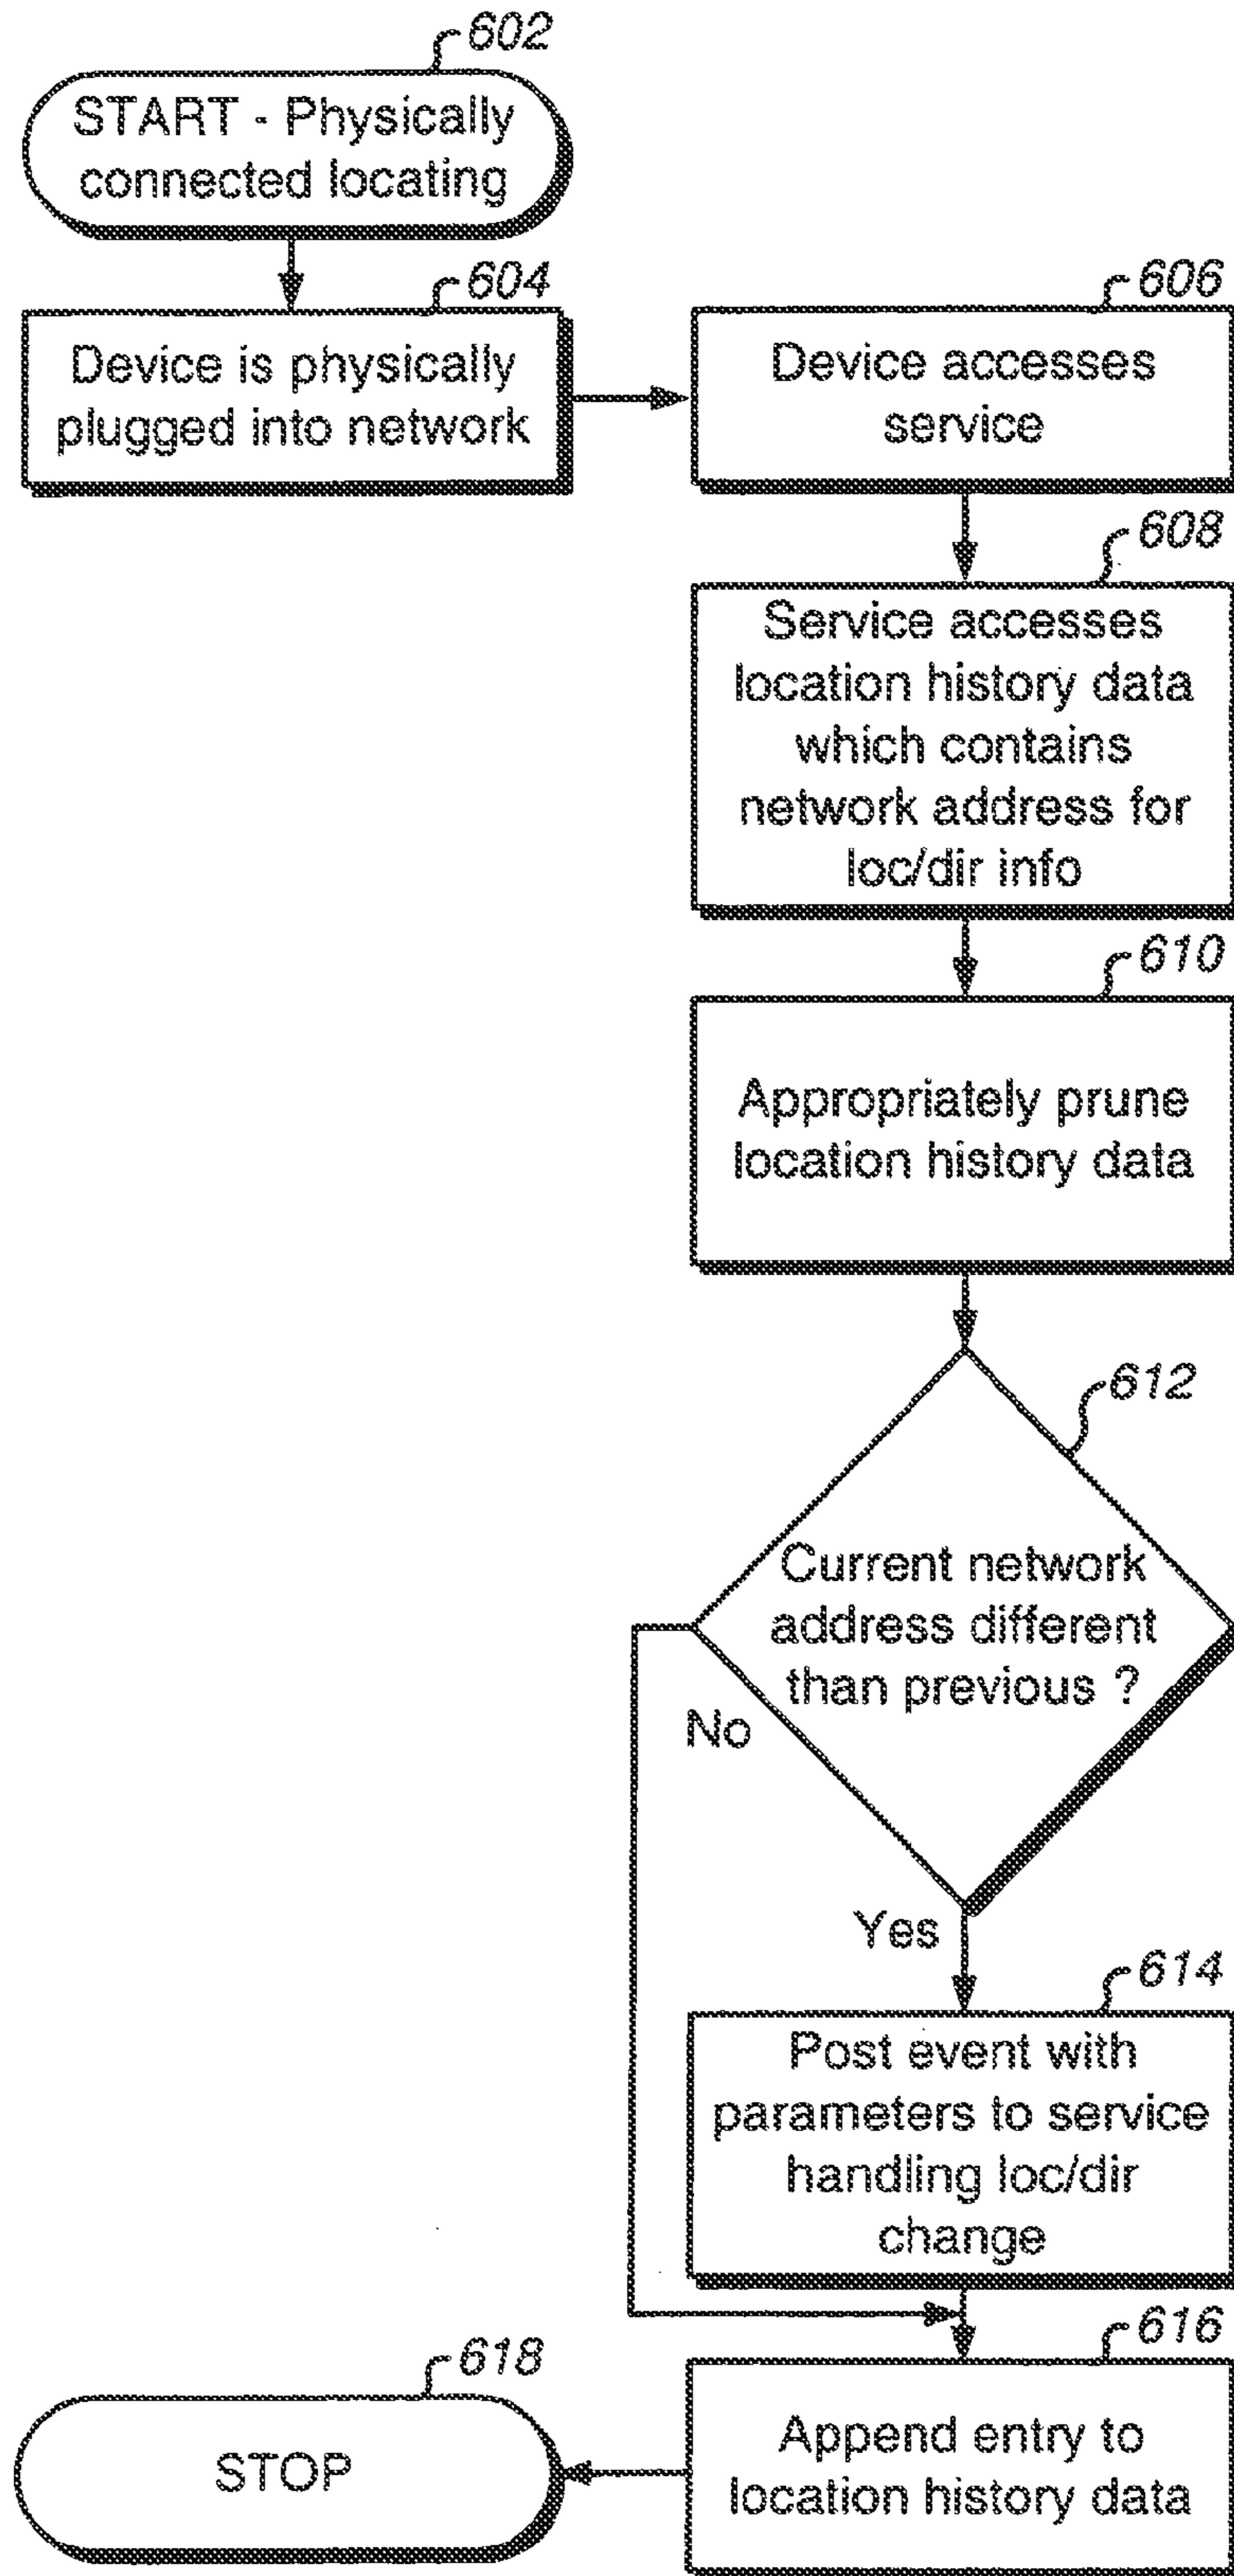 602
START - Physically
connected locating
604
Device is physically
plugged into network
606
Device accesses
service
608
Service accesses
location history data
which contains
network address for
loc/dir info
610
Appropriately prune
location history data
612
Current network
address different
than previous ?
No
Yes
614
Post event with
parameters to service
handling loc/dir
change
616
Append entry to
location history data
618
STOP